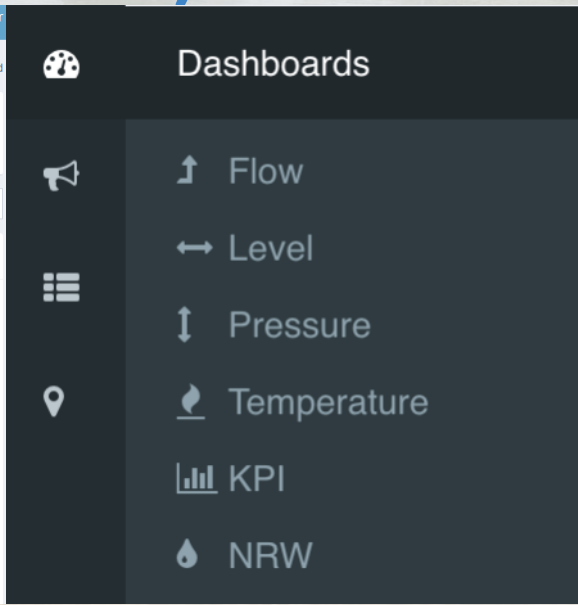 Dashboards
Flow
Level
Pressure
Temperature
KPI
NRW